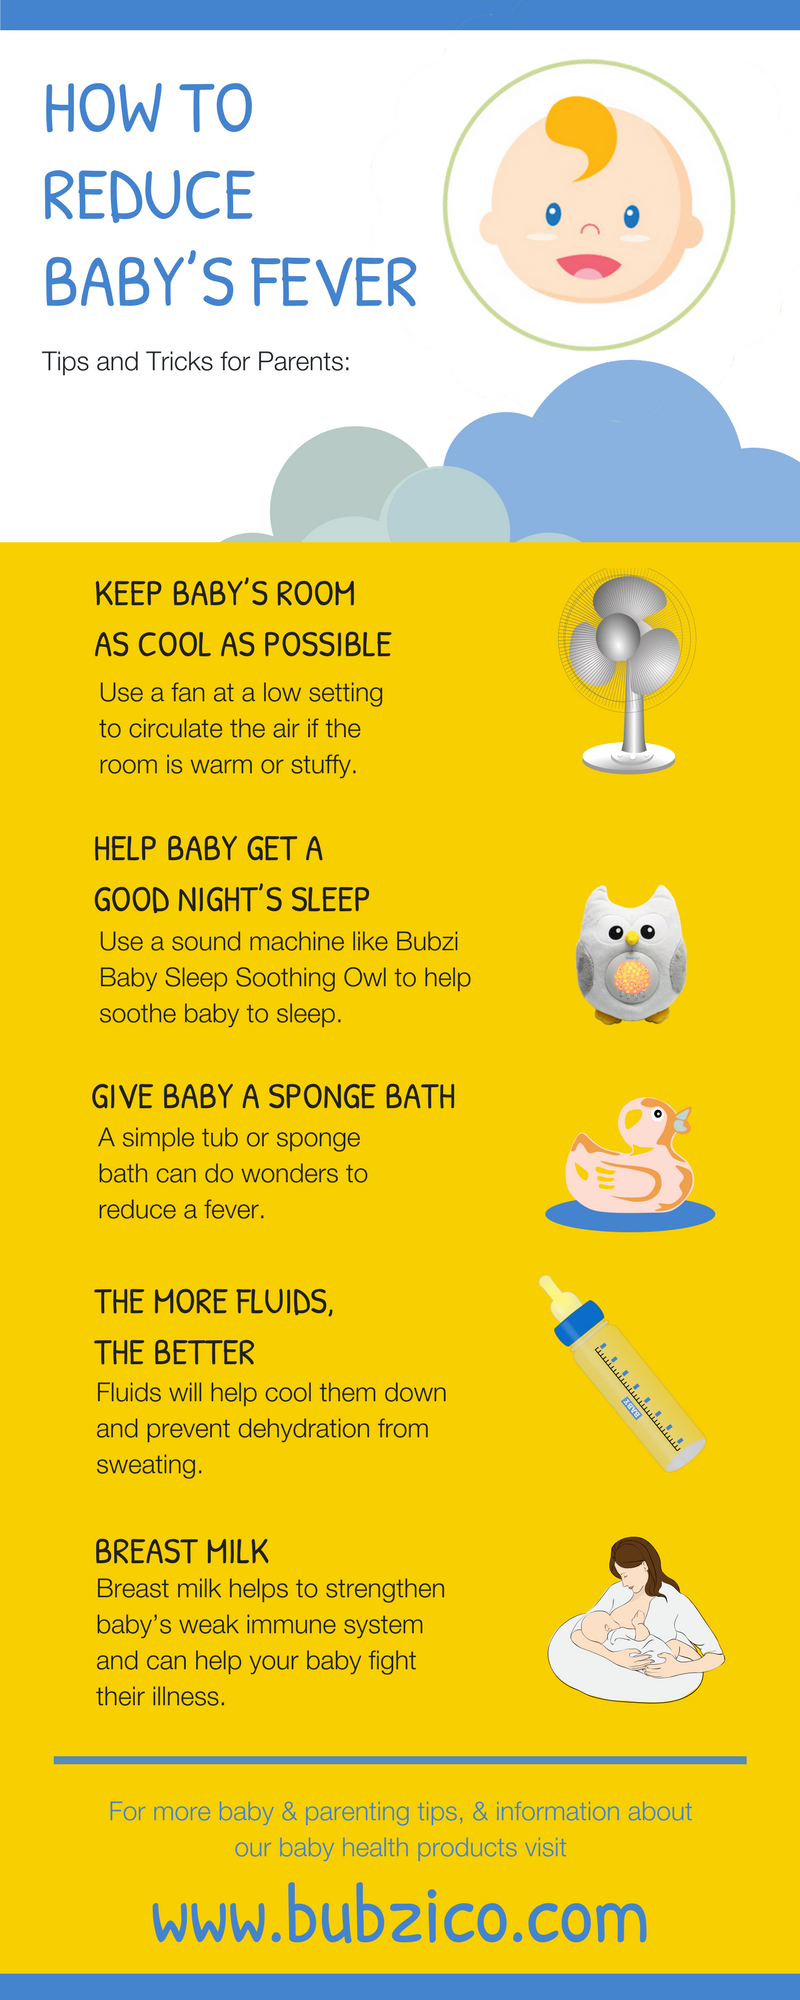 HOW TO
REDUCE
BABY'S FEVER
Tips and Tricks for Parents:
KEEP BABY'S ROOM
AS COOL AS POSSIBLE
Use a fan at a low setting
to circulate the air if the
room is warm or stuffy.
HELP BABY GET A
GOOD NIGHT'S SLEEP
Use a sound machine like Bubzi
Baby Sleep Soothing Owl to help
soothe baby to sleep.
GIVE BABY A SPONGE BATH
A simple tub or sponge
bath can do wonders to
reduce a fever.
THE MORE FLUIDS,
THE BETTER
Fluids will help cool them down
and prevent dehydration from
sweating.
BABY
BREAST MILK
Breast milk helps to strengthen
baby's weak immune system
and can help your baby fight
their illness.
For more baby & parenting tips, & information about
our baby health products visit
www.bubzico.com